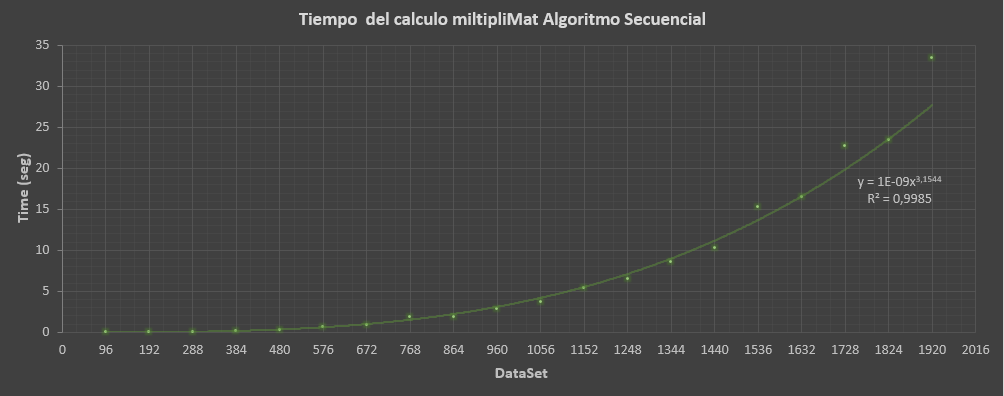 Tiempo del calculo miltipliMat Algoritmo Secuencial
35
30
25
20
15
10
5
0
Time (seg)
y = 1E-09x^3,1544
R² = 0,9985
0 96 192 288 384 480 576 672 768 864 960 1056 1152 1248 1344 1440 1536 1632 1728 1824 1920 2016
DataSet